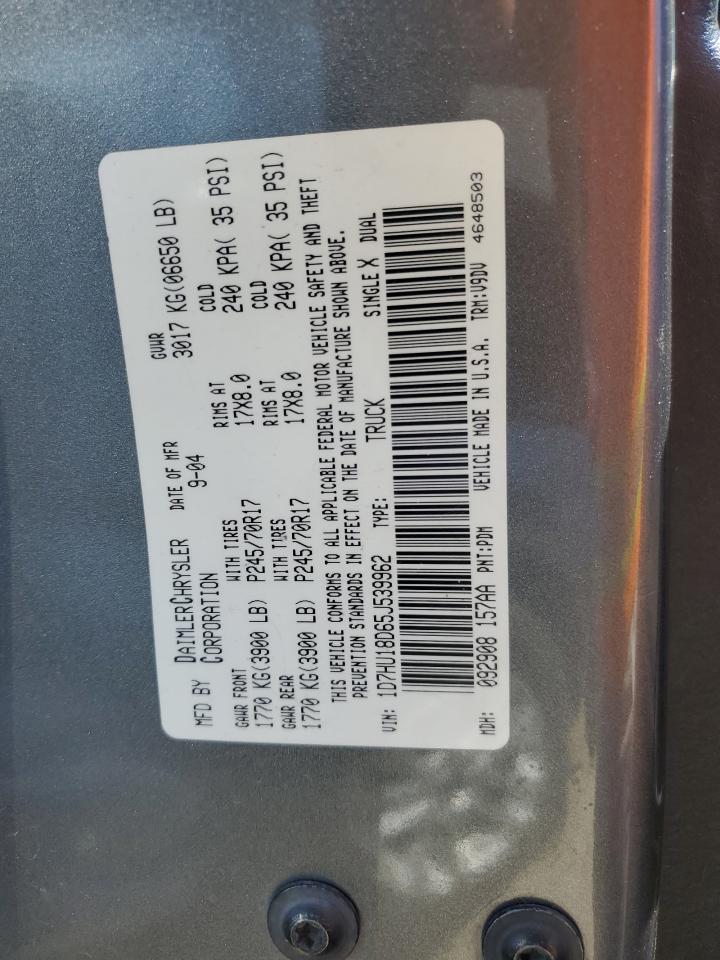 MFD BY DAIMLERCHRYSLER CORPORATION DATE OF MFR 9-04 GVWR 3017 KG(06650 LB)
GAWR FRONT WITH TIRES RIMS AT COLD
1770 KG(3900 LB) P245/70R17 17X8.0 240 KPA( 35 PSI)
GAWR REAR WITH TIRES RIMS AT COLD
1770 KG(3900 LB) P245/70R17 17X8.0 240 KPA( 35 PSI)
THIS VEHICLE CONFORMS TO ALL APPLICABLE FEDERAL MOTOR VEHICLE SAFETY AND THEFT
PREVENTION STANDARDS IN EFFECT ON THE DATE OF MANUFACTURE SHOWN ABOVE.
VIN: 1D7HU18D65J539962 TYPE: TRUCK SINGLE X DUAL
MDH: 092908 157AA PNT:PDM VEHICLE MADE IN U.S.A. TRM:V9DV 4648503